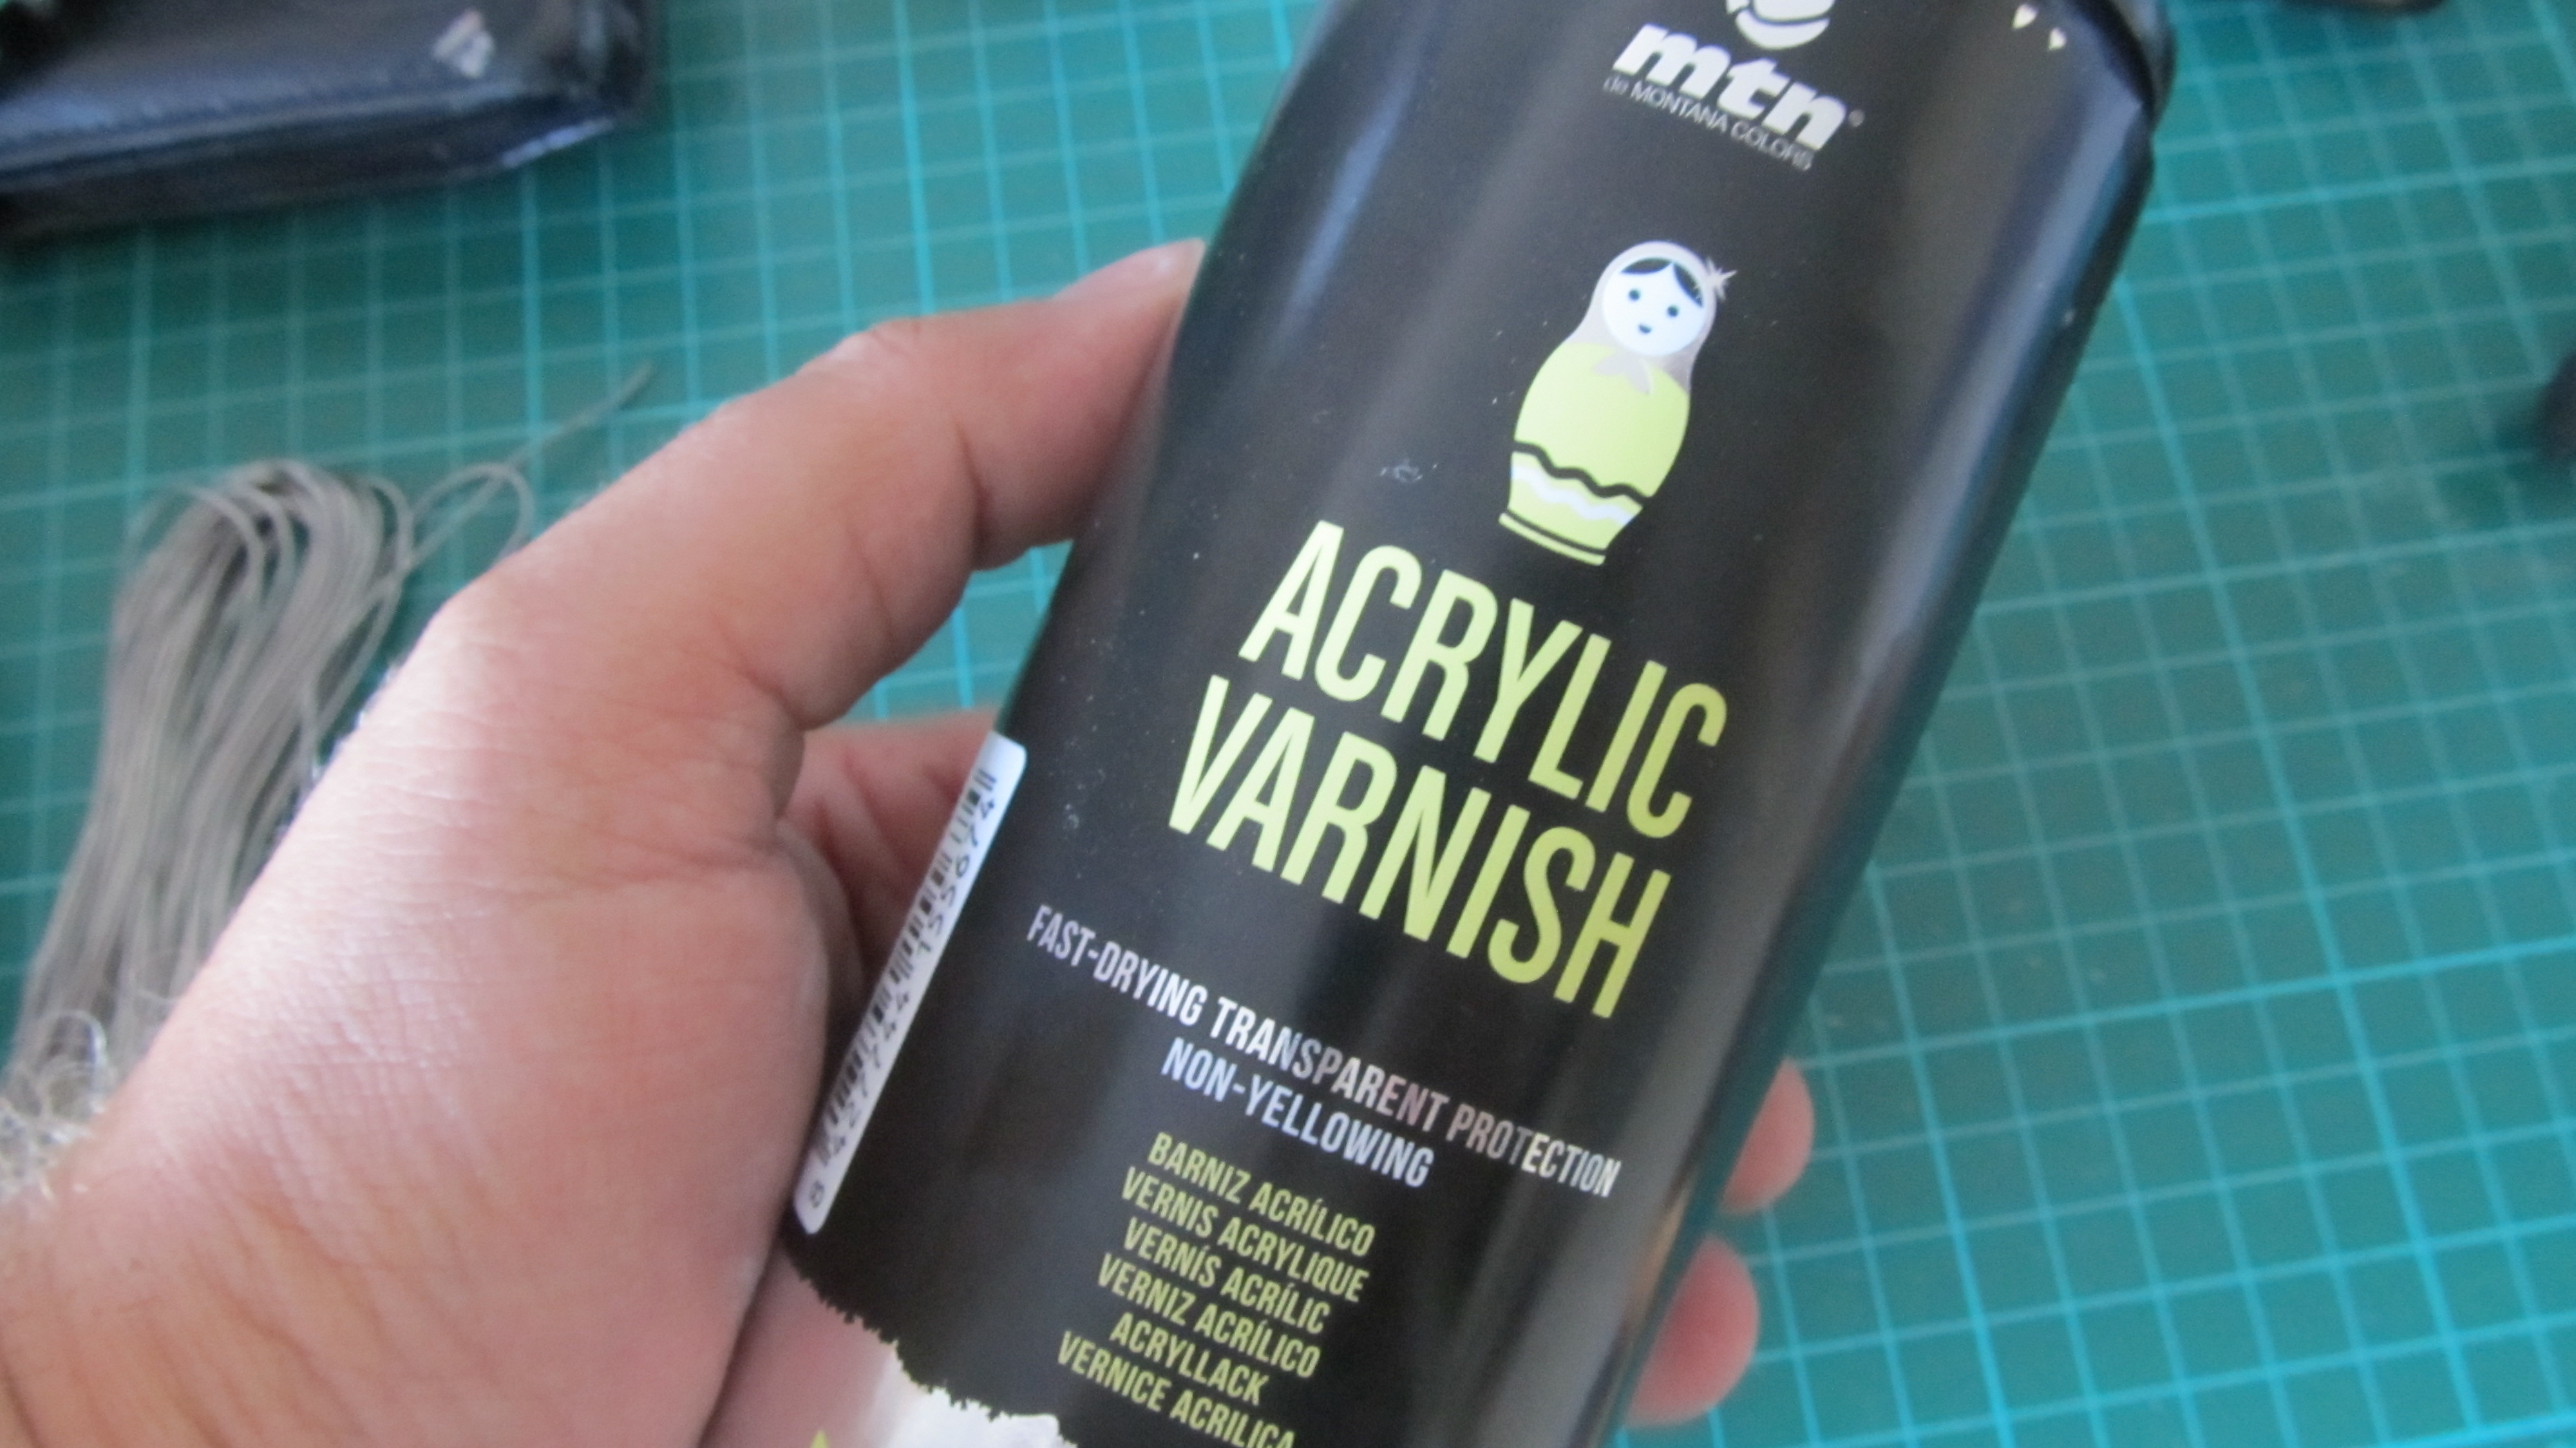 mtn®
de MONTANA COLORS
ACRYLIC
VARNISH
FAST-DRYING TRANSPARENT PROTECTION
NON-YELLOWING
BARNIZ ACRÍLICO
VERNIS ACRYLIQUE
VERNÍS ACRÍLIC
VERNIZ ACRÍLICO
ACRYLLACK
VERNICE ACRILICA